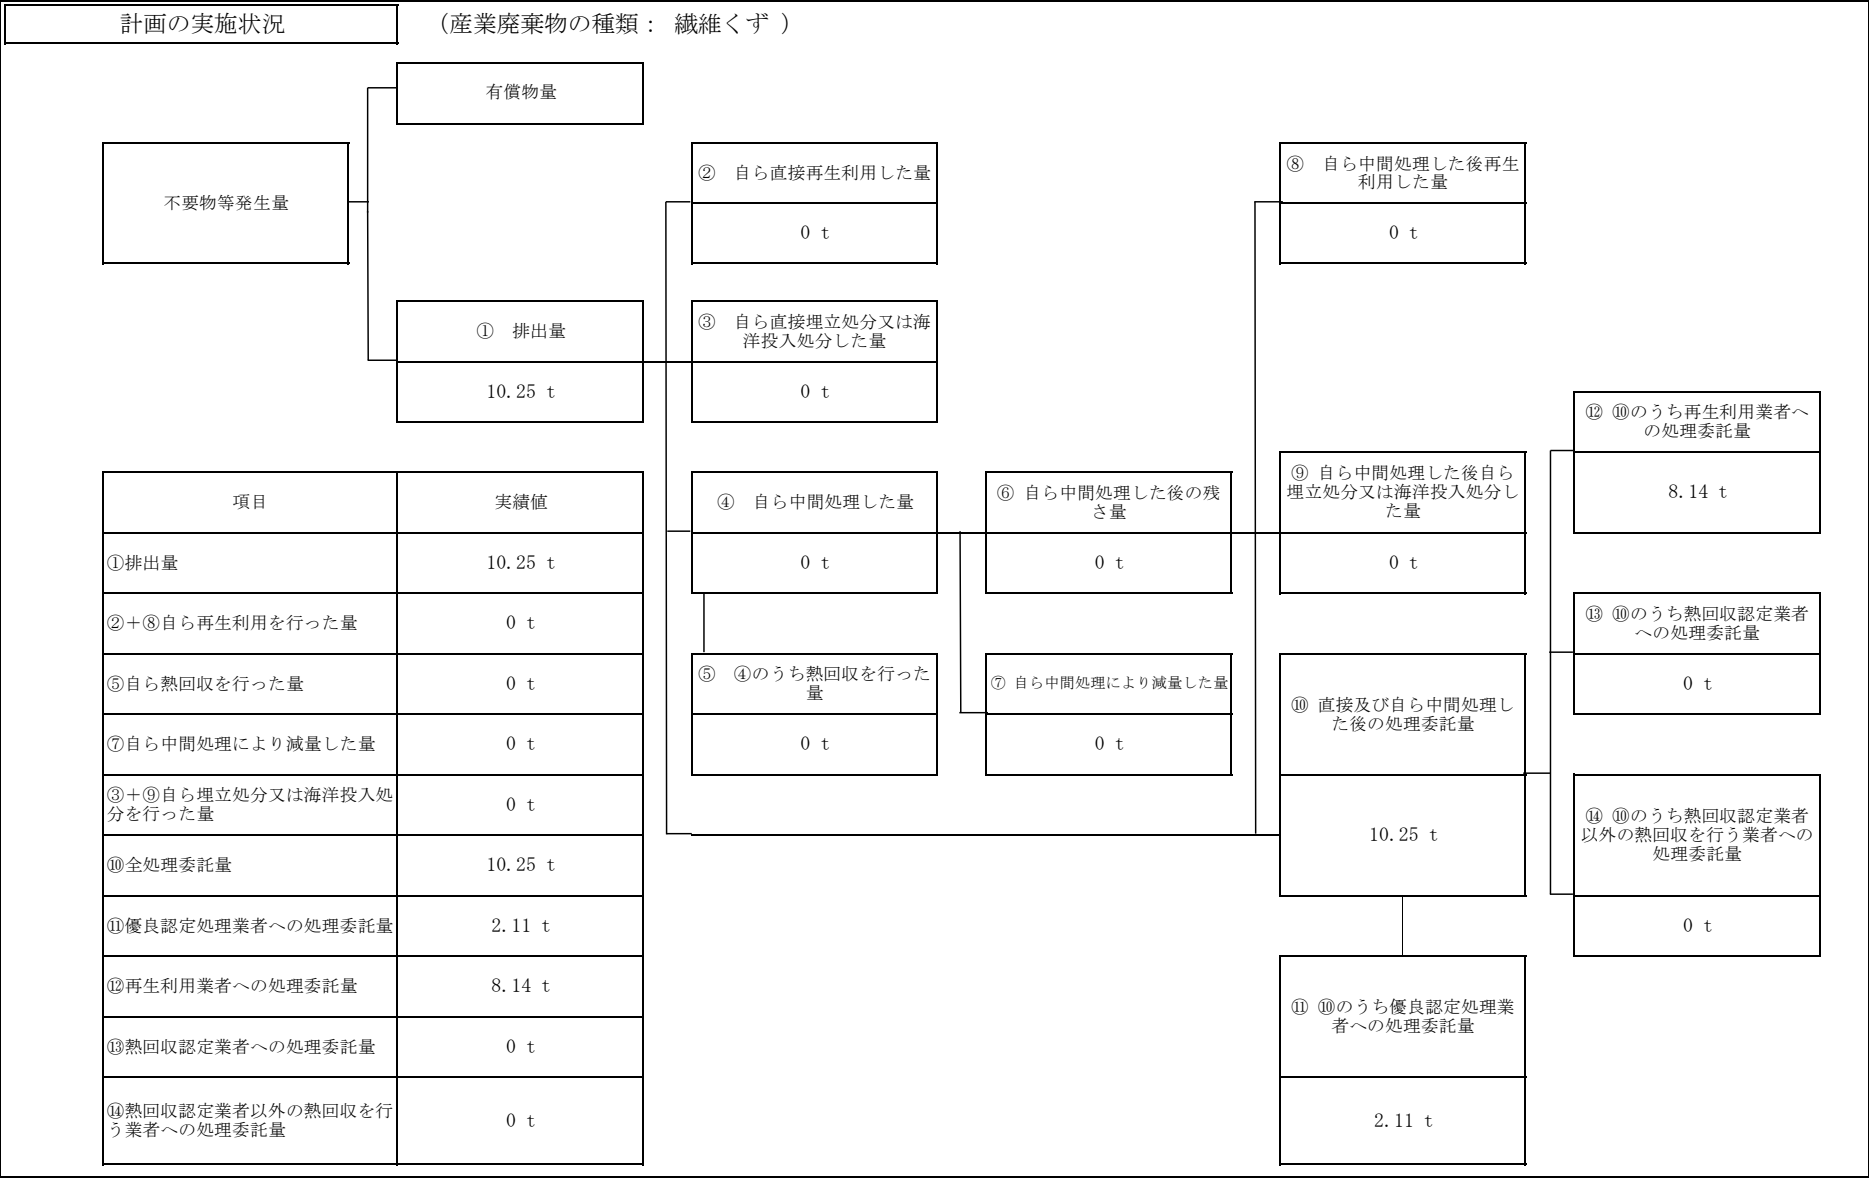 計画の実施状況
（産業廃棄物の種類： 繊維くず ）
有償物量
不要物等発生量
① 排出量
10.25 t
② 自ら直接再生利用した量
0 t
③ 自ら直接埋立処分又は海
洋投入処分した量
0 t
④ 自ら中間処理した量
0 t
⑤ ④のうち熱回収を行った
量
0 t
⑥ 自ら中間処理した後の残
さ量
0 t
⑦ 自ら中間処理により減量した量
0 t
⑧ 自ら中間処理した後再生
利用した量
0 t
⑨ 自ら中間処理した後自ら
埋立処分又は海洋投入処分し
た量
0 t
⑩ 直接及び自ら中間処理し
た後の処理委託量
10.25 t
⑪ ⑩のうち優良認定処理業
者への処理委託量
2.11 t
⑫ ⑩のうち再生利用業者へ
の処理委託量
8.14 t
⑬ ⑩のうち熱回収認定業者
への処理委託量
0 t
⑭ ⑩のうち熱回収認定業者
以外の熱回収を行う業者への
処理委託量
0 t
項目 実績値
①排出量 10.25 t
②＋⑧自ら再生利用を行った量 0 t
⑤自ら熱回収を行った量 0 t
⑦自ら中間処理により減量した量 0 t
③＋⑨自ら埋立処分又は海洋投入処
分を行った量 0 t
⑩全処理委託量 10.25 t
⑪優良認定処理業者への処理委託量 2.11 t
⑫再生利用業者への処理委託量 8.14 t
⑬熱回収認定業者への処理委託量 0 t
⑭熱回収認定業者以外の熱回収を行
う業者への処理委託量 0 t